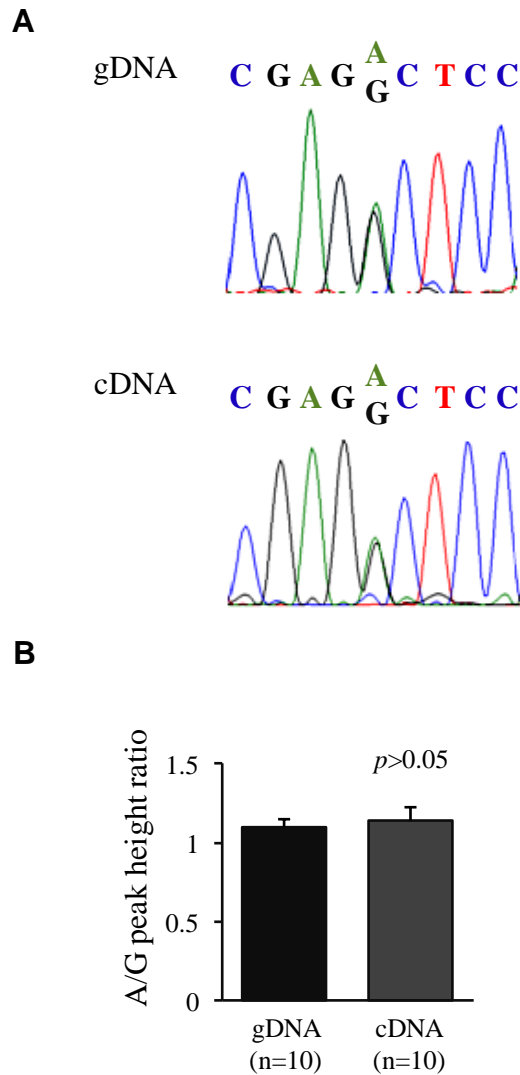 A
gDNA C G A G A/G C T C C
cDNA C G A G A/G C T C C
B
p>0.05
A/G peak height ratio
1.5
1
0.5
0
gDNA cDNA
(n=10) (n=10)